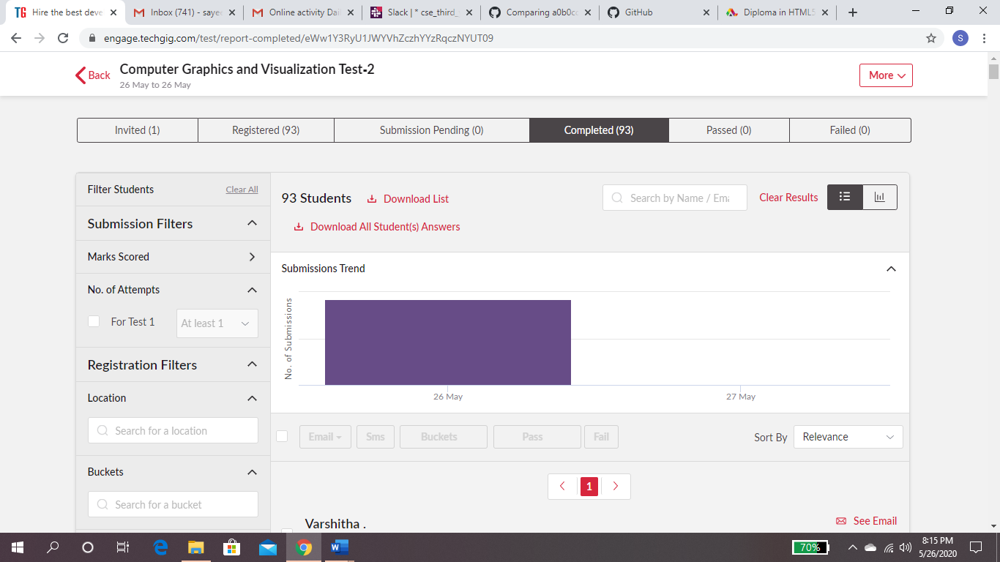 TG Hire the best deve
Inbox (741) - saye
Online activity Dai
Slack | * cse_third_
Comparing a0b0c
GitHub
Diploma in HTML5
engage.techgig.com/test/report-completed/eWw1Y3RyU1JWYVhZczhYYzRqczNYUT09
S
Back
Computer Graphics and Visualization Test-2
26 May to 26 May
More
Invited (1)
Registered (93)
Submission Pending (0)
Completed (93)
Passed (0)
Failed (0)
Filter Students
Clear All
Submission Filters
Marks Scored
No. of Attempts
For Test 1
At least 1
Registration Filters
Location
Search for a location
Buckets
Search for a bucket
93 Students
Download List
Search by Name / Ema
Clear Results
Download All Student(s) Answers
Submissions Trend
No. of Submissions
26 May
27 May
Email
Sms
Buckets
Pass
Fail
Sort By
Relevance
1
Varshitha .
See Email
70%
8:15 PM
5/26/2020